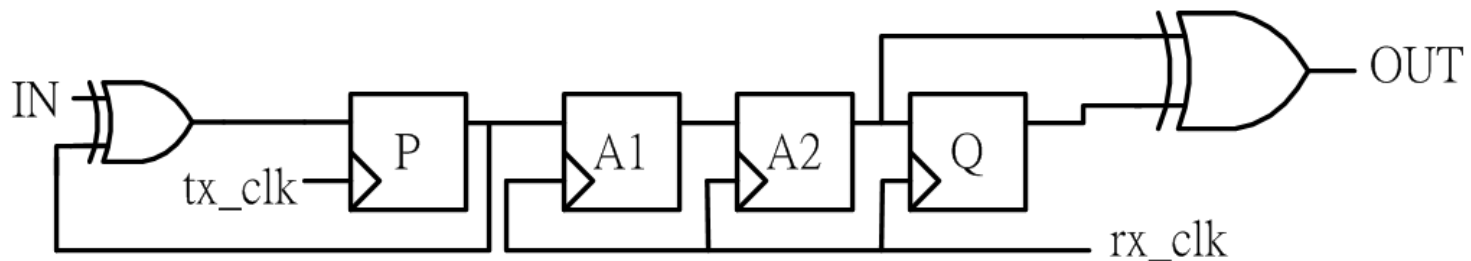 IN
OUT
P
A1
A2
Q
tx_clk
rx_clk